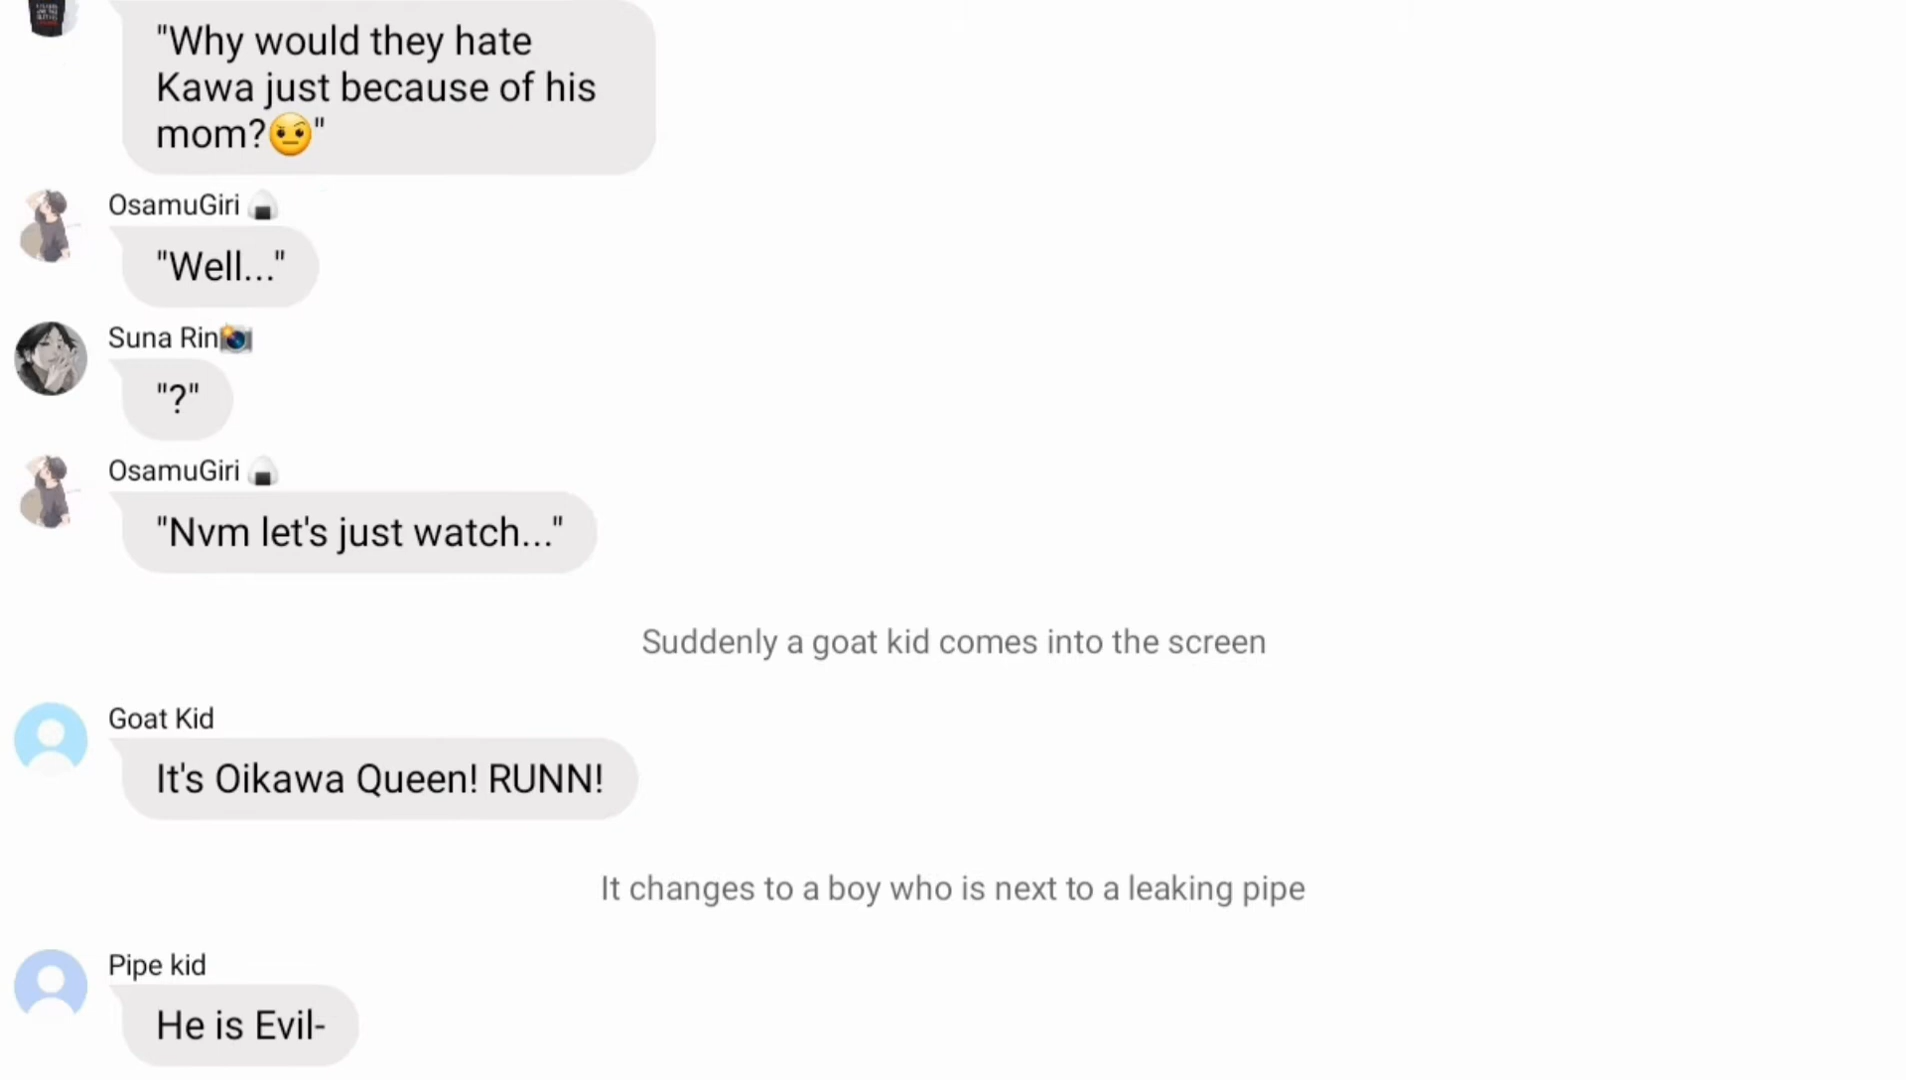 "Why would they hate
Kawa just because of his
mom?🤨"
OsamuGiri 🍙
"Well..."
Suna Rin📸
"?"
OsamuGiri 🍙
"Nvm let's just watch..."
Suddenly a goat kid comes into the screen
Goat Kid
It's Oikawa Queen! RUNN!
It changes to a boy who is next to a leaking pipe
Pipe kid
He is Evil-